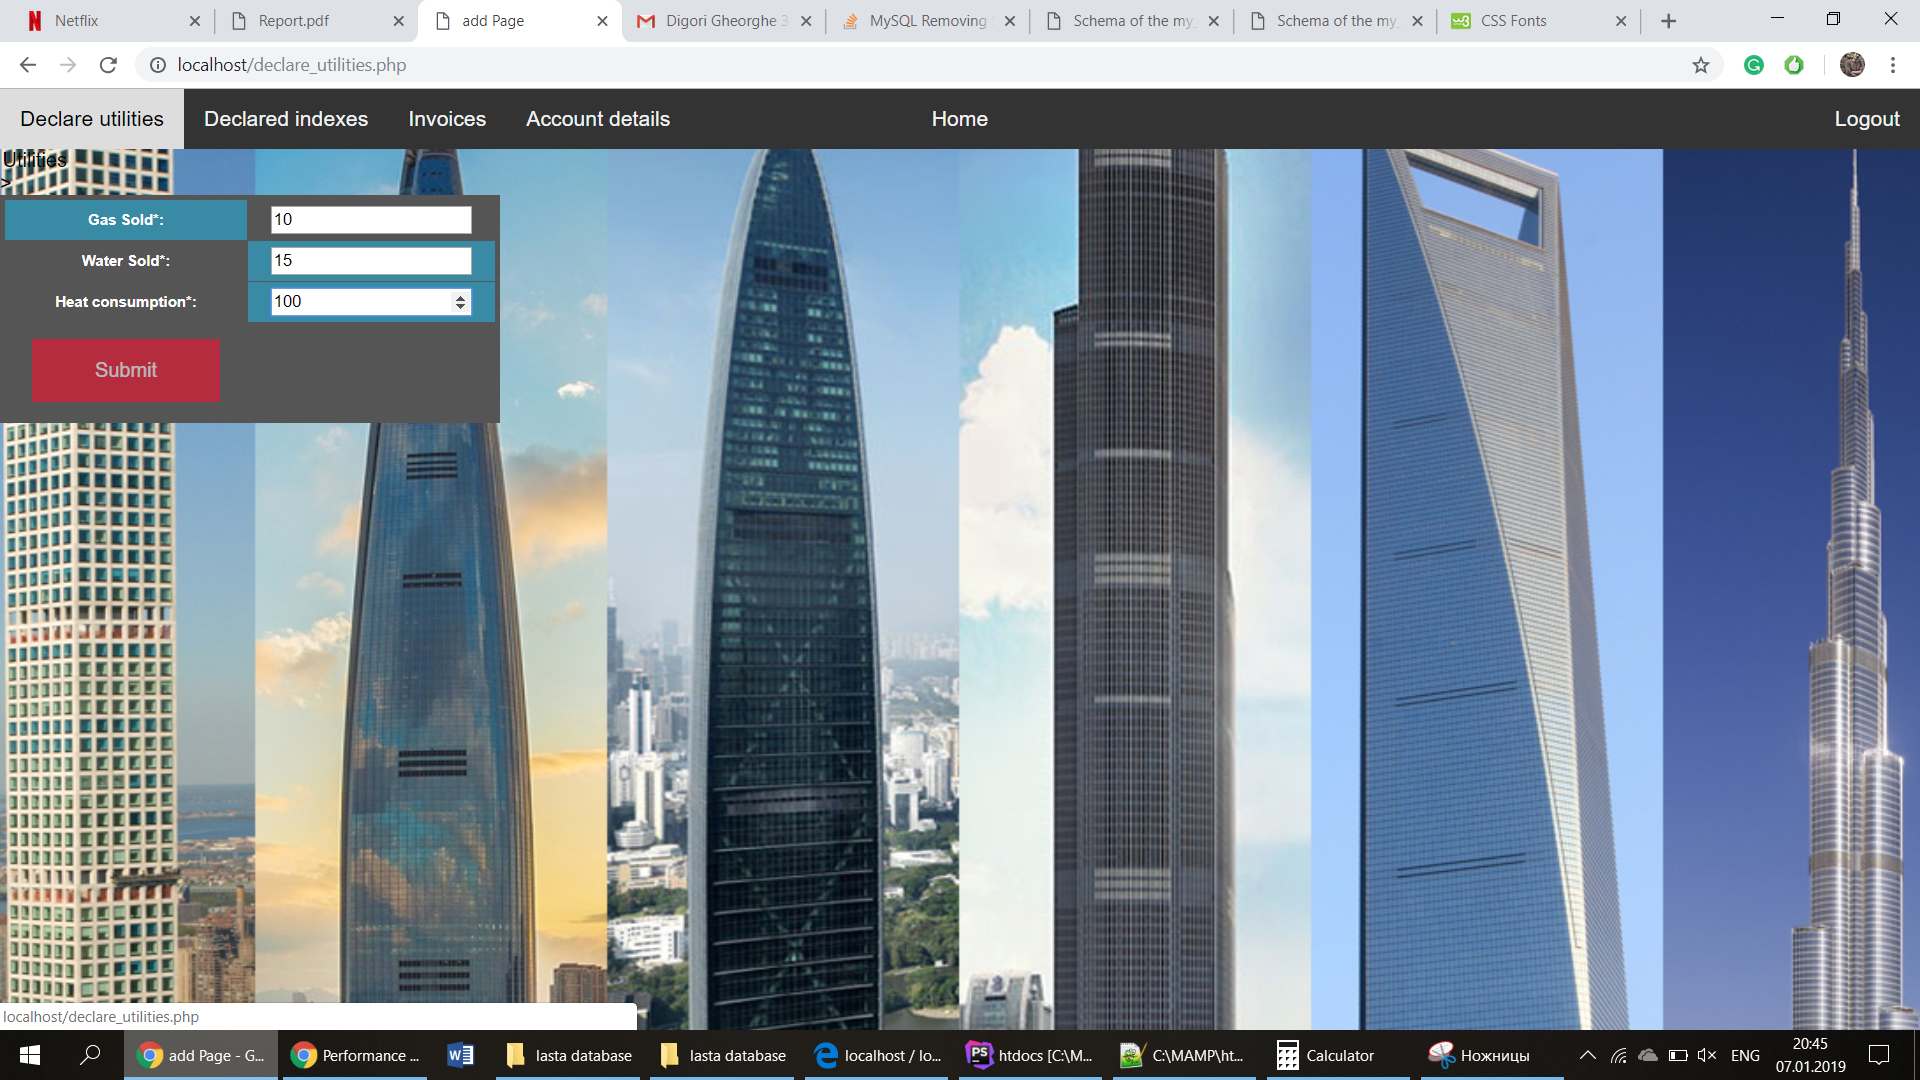 Netflix
Report.pdf
add Page
Digori Gheorghe 3
MySQL Removing
Schema of the my_
Schema of the my_
CSS Fonts
localhost/declare_utilities.php
Declare utilities
Declared indexes
Invoices
Account details
Home
Logout
Utilities
>
Gas Sold*:
10
Water Sold*:
15
Heat consumption*:
100
Submit
localhost/declare_utilities.php
add Page - G...
Performance ...
lasta database
lasta database
localhost / lo...
htdocs [C:\M...
C:\MAMP\ht...
Calculator
Ножницы
ENG
20:45
07.01.2019